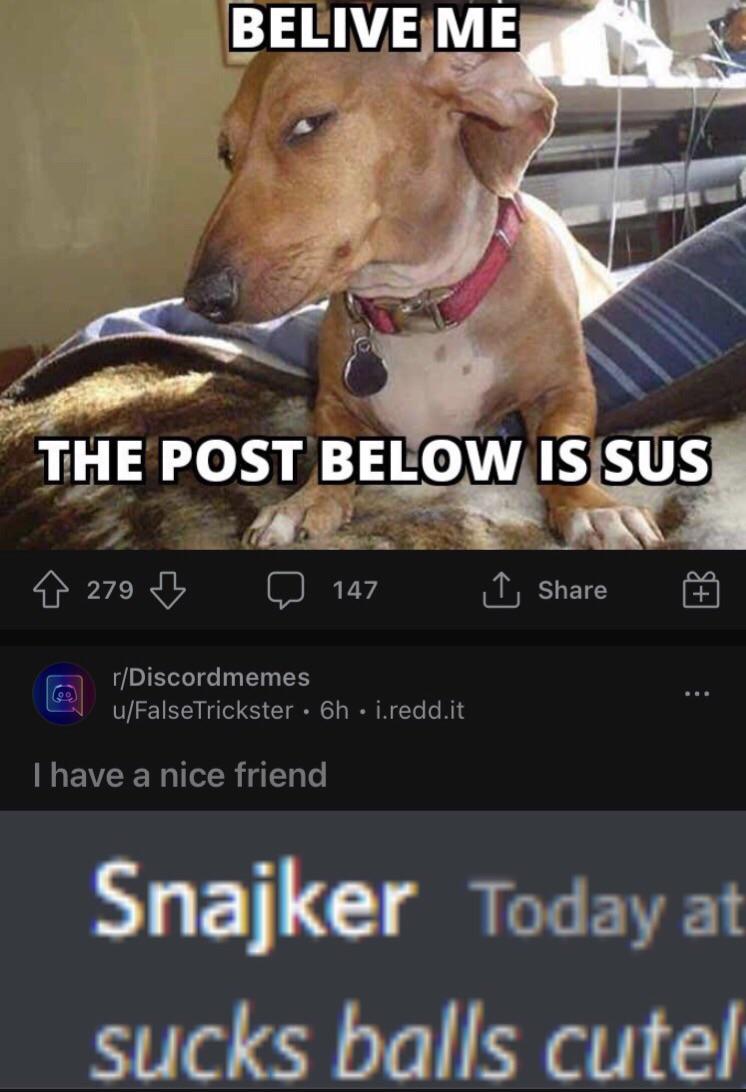 BELIVE ME
THE POST BELOW IS SUS
279
147
Share
r/Discordmemes
u/FalseTrickster • 6h • i.redd.it
I have a nice friend
Snajker Today at
sucks balls cutel